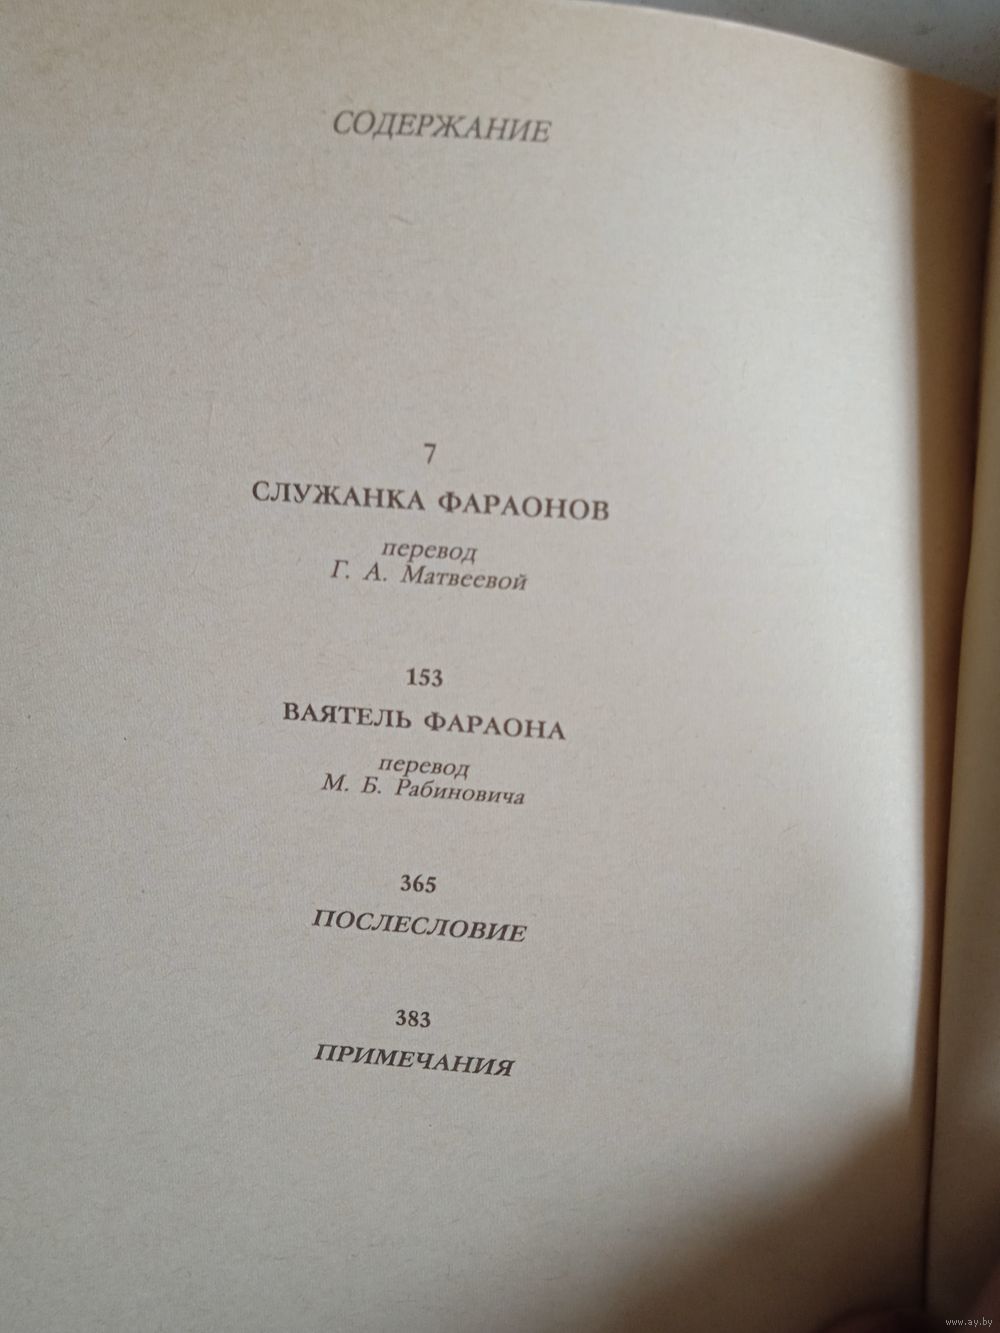 СОДЕРЖАНИЕ
7
СЛУЖАНКА ФАРАОНОВ
перевод
Г. А. Матвеевой
153
ВАЯТЕЛЬ ФАРАОНА
перевод
М. Б. Рабиновича
365
ПОСЛЕСЛОВИЕ
383
ПРИМЕЧАНИЯ
www.ay.by